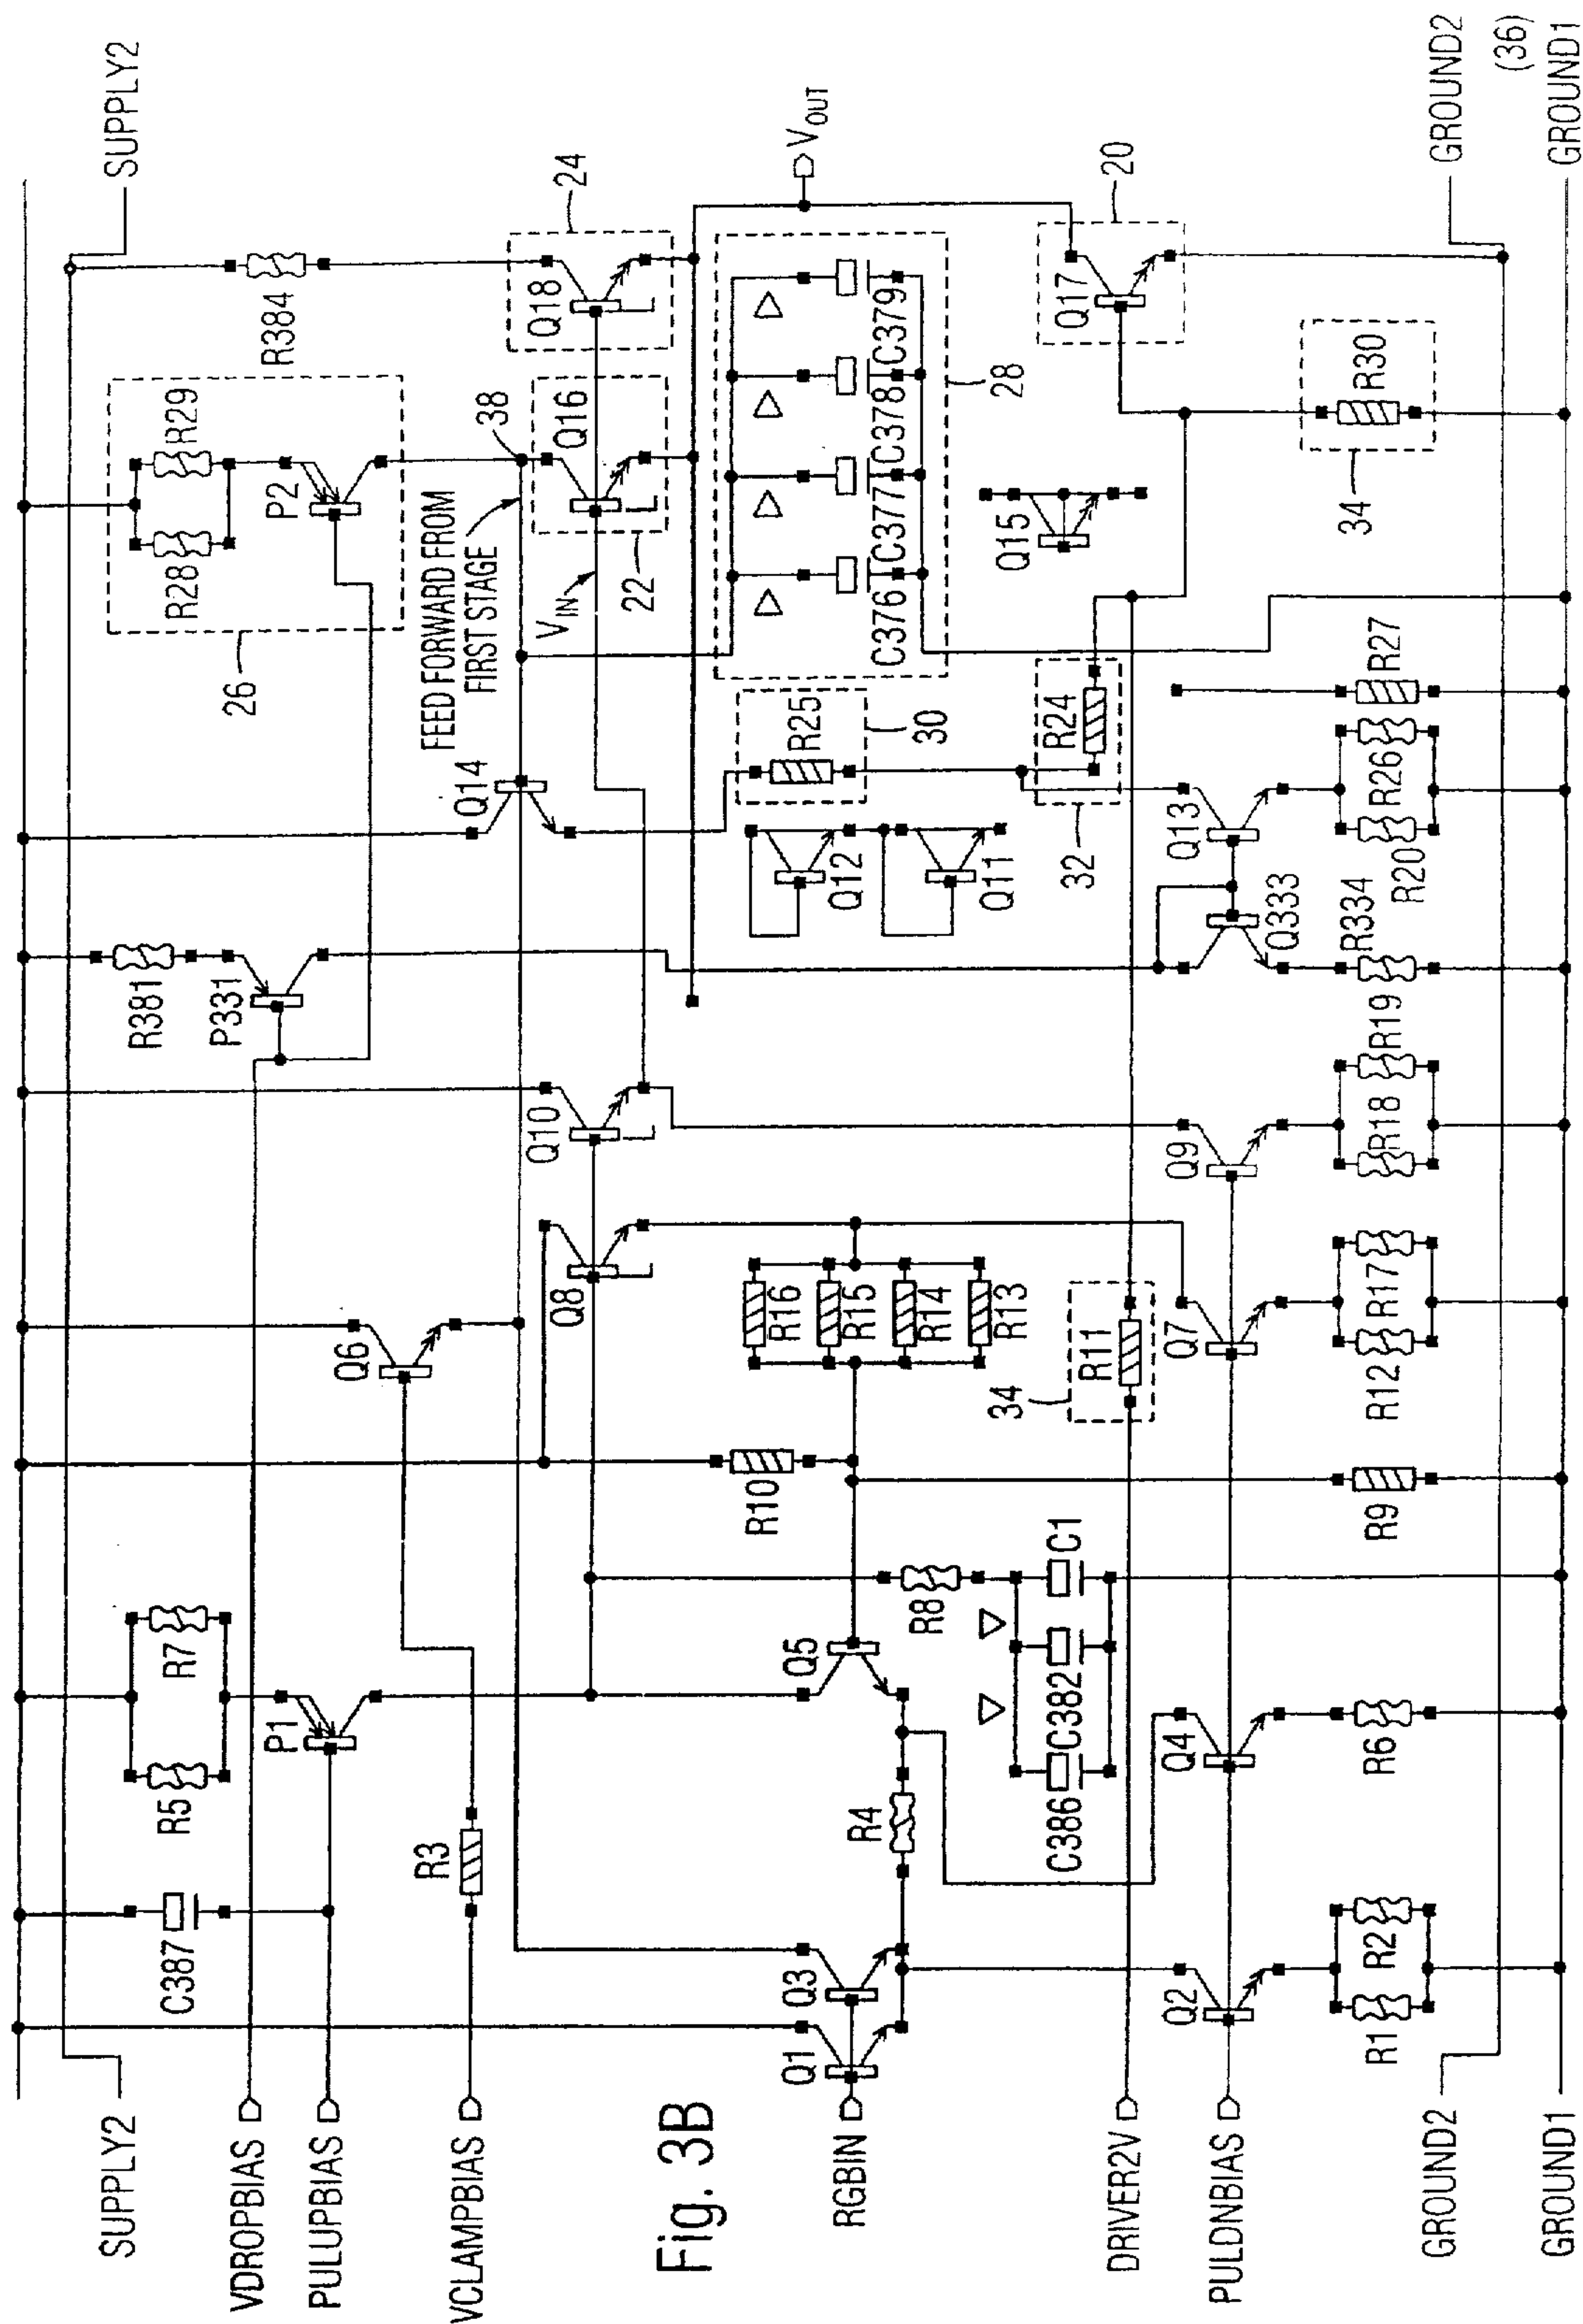 SUPPLY2
SUPPLY2
VDROPBIAS
PULUPBIAS
VCLAMPBIAS
Fig. 3B
RGBIN
DRIVER2V
PULDNBIAS
GROUND2
GROUND1
C387
R5
R7
P1
R3
Q6
R381
P331
R28
R29
P2
26
R384
Q1
Q3
R4
Q5
R8
C386
C382
C1
R10
Q8
Q10
R16
R15
R14
R13
34
R11
Q14
FEED FORWARD FROM
FIRST STAGE
38
VIN
Q16
22
Q18
24
Q12
Q11
R25
30
C376
C377
C378
C379
28
VOUT
32
R24
Q15
Q17
20
34
R30
Q2
R1
R2
Q4
R6
R9
Q7
R12
R17
Q9
R18
R19
Q333
R334
Q13
R20
R26
R27
GROUND2
(36)
GROUND1